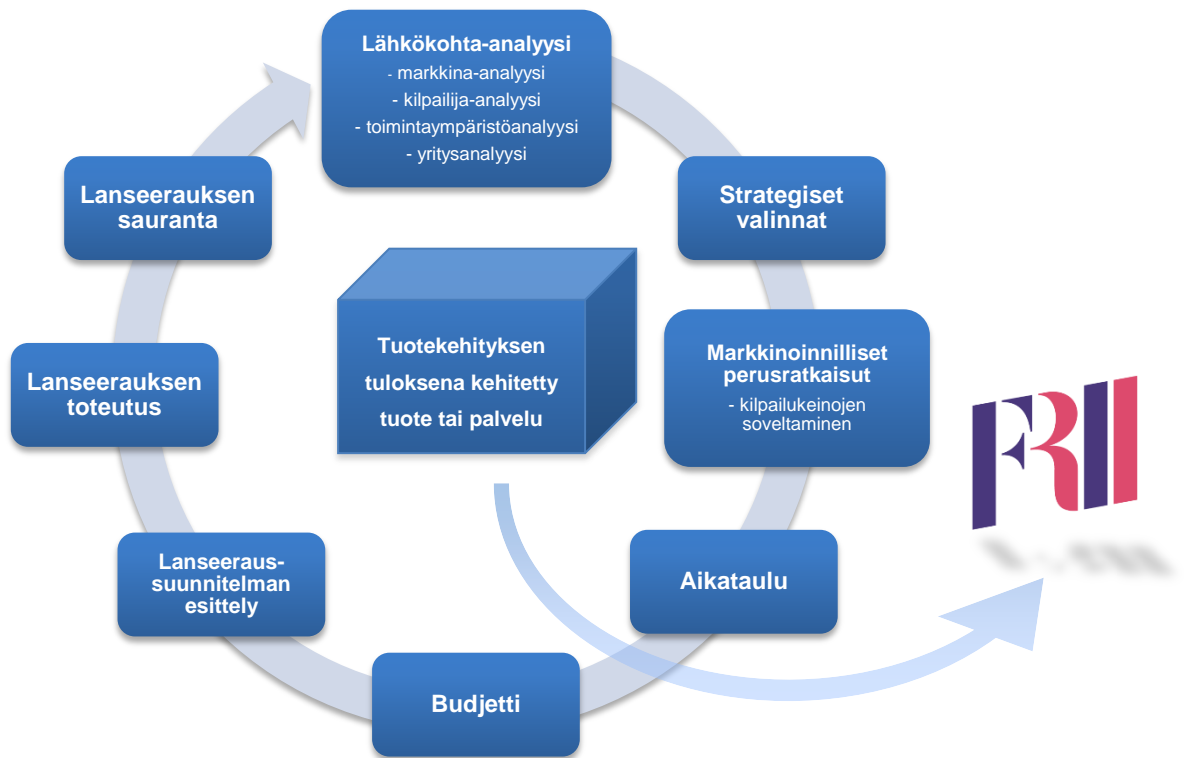 Lähkökohta-analyysi
- markkina-analyysi
- kilpailija-analyysi
- toimintaympäristöanalyysi
- yritysanalyysi
Strategiset
valinnat
Markkinoinnilliset
perusratkaisut
- kilpailukeinojen
soveltaminen
Aikataulu
Budjetti
Lanseeraus-
suunnitelman
esittely
Lanseerauksen
toteutus
Lanseerauksen
sauranta
Tuotekehityksen
tuloksena kehitetty
tuote tai palvelu
FRII